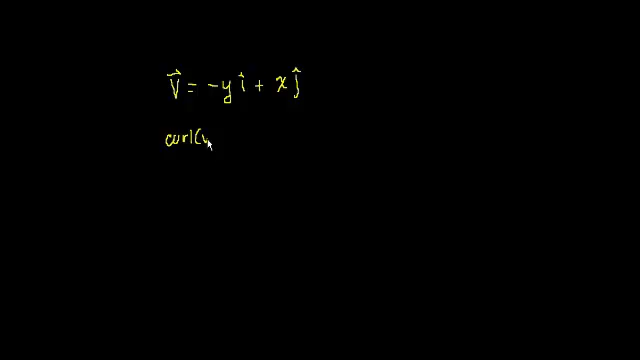 v⃗ = -y î + x ĵ
curl(v